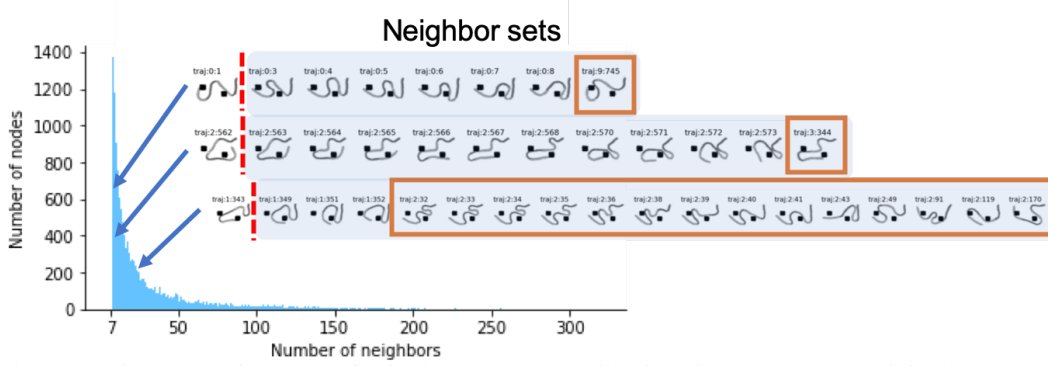 Neighbor sets
1400
1200
1000
800
600
400
200
0
Number of nodes
traj:0:1 traj:0:3 traj:0:4 traj:0:5 traj:0:6 traj:0:7 traj:0:8 traj:9:745
traj:2:562 traj:2:563 traj:2:564 traj:2:565 traj:2:566 traj:2:567 traj:2:568 traj:2:570 traj:2:571 traj:2:572 traj:2:573 traj:3:344
traj:1:343 traj:1:349 traj:1:351 traj:1:352 traj:2:32 traj:2:33 traj:2:34 traj:2:35 traj:2:36 traj:2:38 traj:2:39 traj:2:40 traj:2:41 traj:2:43 traj:2:49 traj:2:91 traj:2:119 traj:2:170
7 50 100 150 200 250 300
Number of neighbors